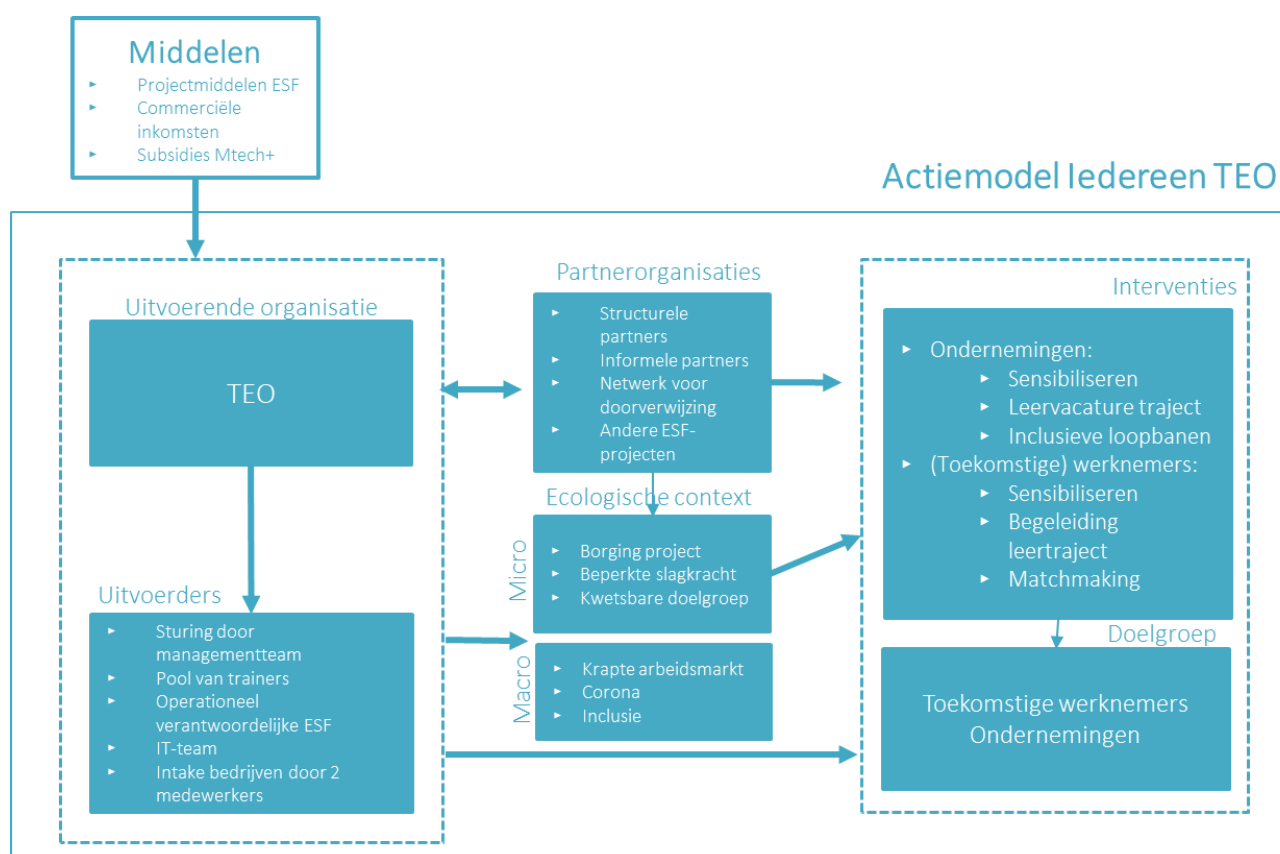 Middelen
► Projectmiddelen ESF
► Commerciële
inkomsten
► Subsidies Mtech+
Actiemodel Iedereen TEO
Uitvoerende organisatie
TEO
Uitvoerders
► Sturing door
managementteam
► Pool van trainers
► Operationeel
verantwoordelijke ESF
► IT-team
► Intake bedrijven door 2
medewerkers
Partnerorganisaties
► Structurele
partners
► Informele partners
► Netwerk voor
doorverwijzing
► Andere ESF-
projecten
Ecologische context
Micro
► Borging project
► Beperkte slagkracht
► Kwetsbare doelgroep
Macro
► Krapte arbeidsmarkt
► Corona
► Inclusie
Interventies
► Ondernemingen:
► Sensibiliseren
► Leervacature traject
► Inclusieve loopbanen
► (Toekomstige) werknemers:
► Sensibiliseren
► Begeleiding
leertraject
► Matchmaking
Doelgroep
Toekomstige werknemers
Ondernemingen